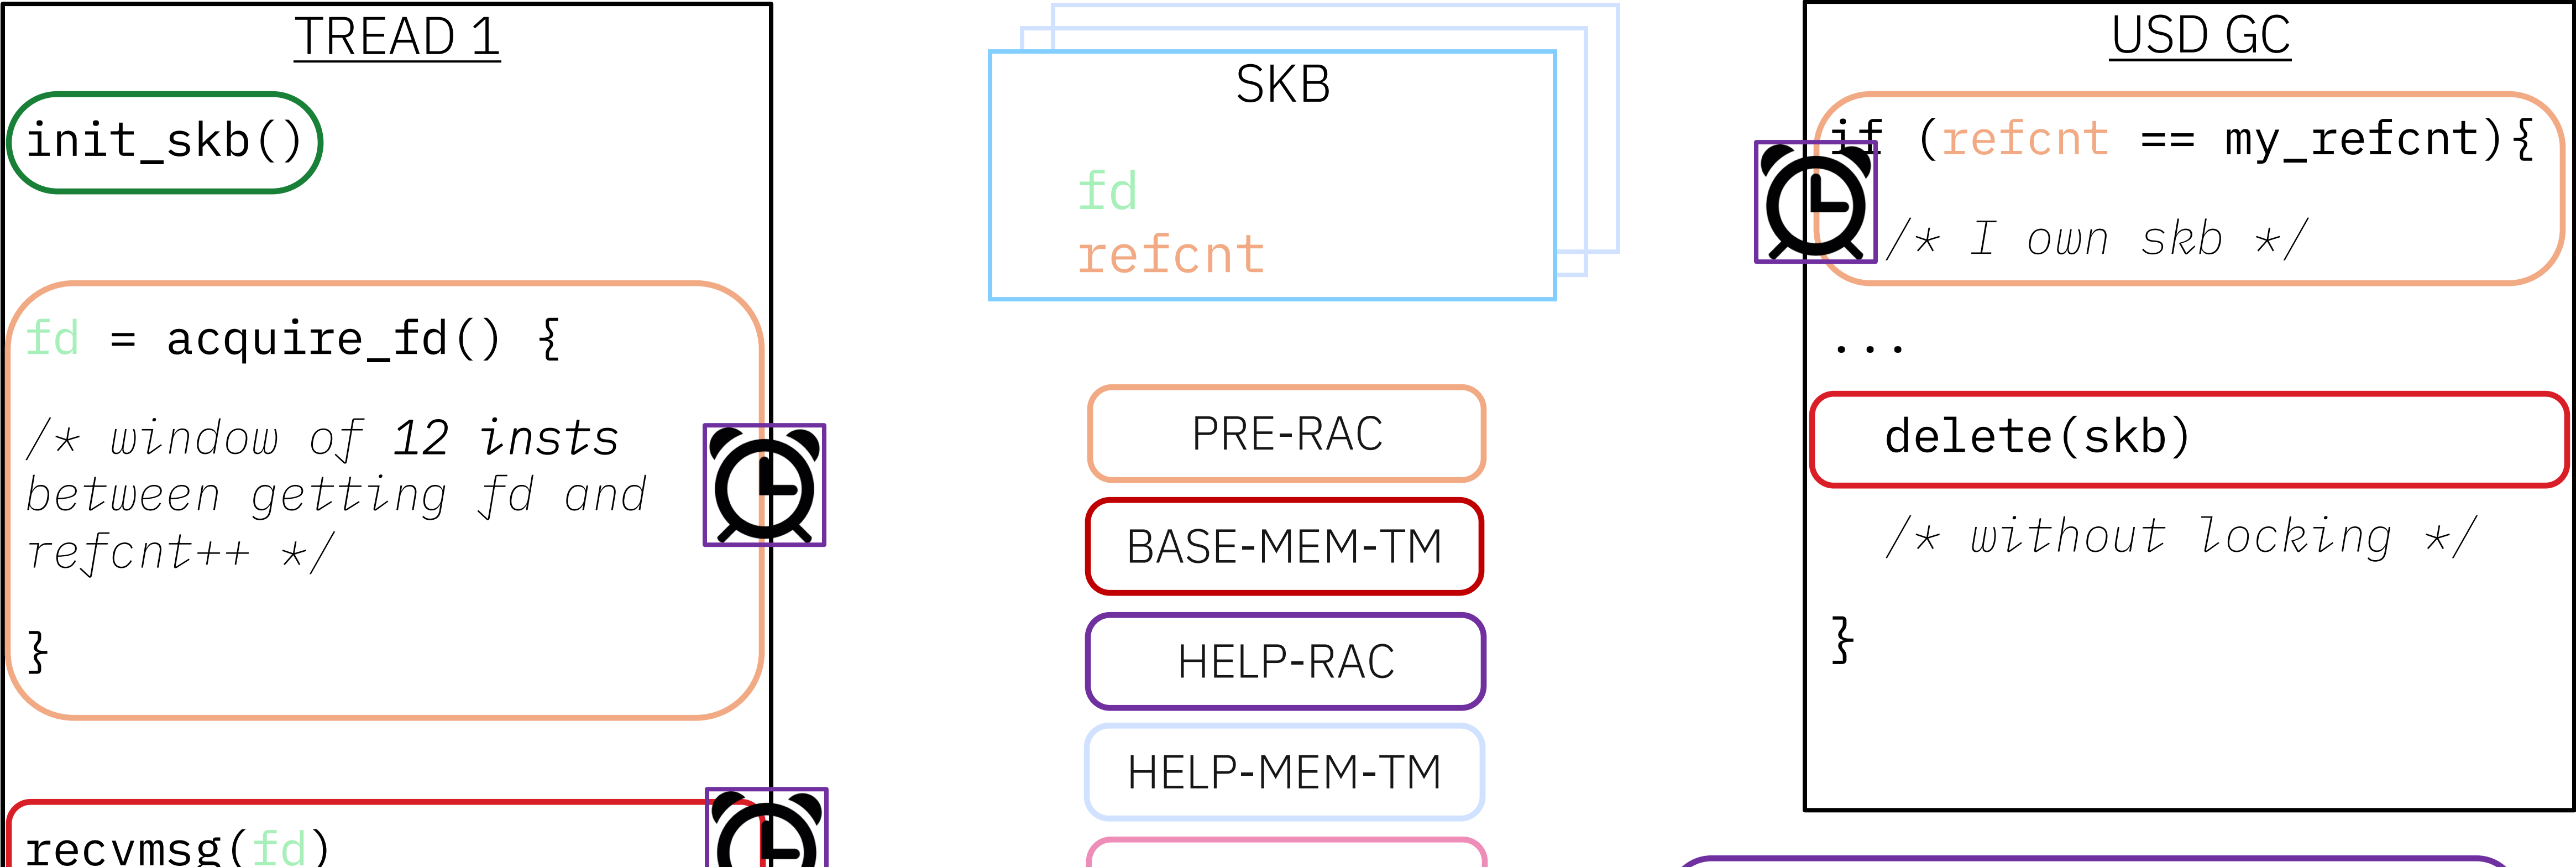 TREAD 1
init_skb()
fd = acquire_fd() {
/* window of 12 insts
between getting fd and
refcnt++ */
}
recvmsg(fd)
SKB
fd
refcnt
PRE-RAC
BASE-MEM-TM
HELP-RAC
HELP-MEM-TM
USD GC
if (refcnt == my_refcnt){
/* I own skb */
...
delete(skb)
/* without locking */
}